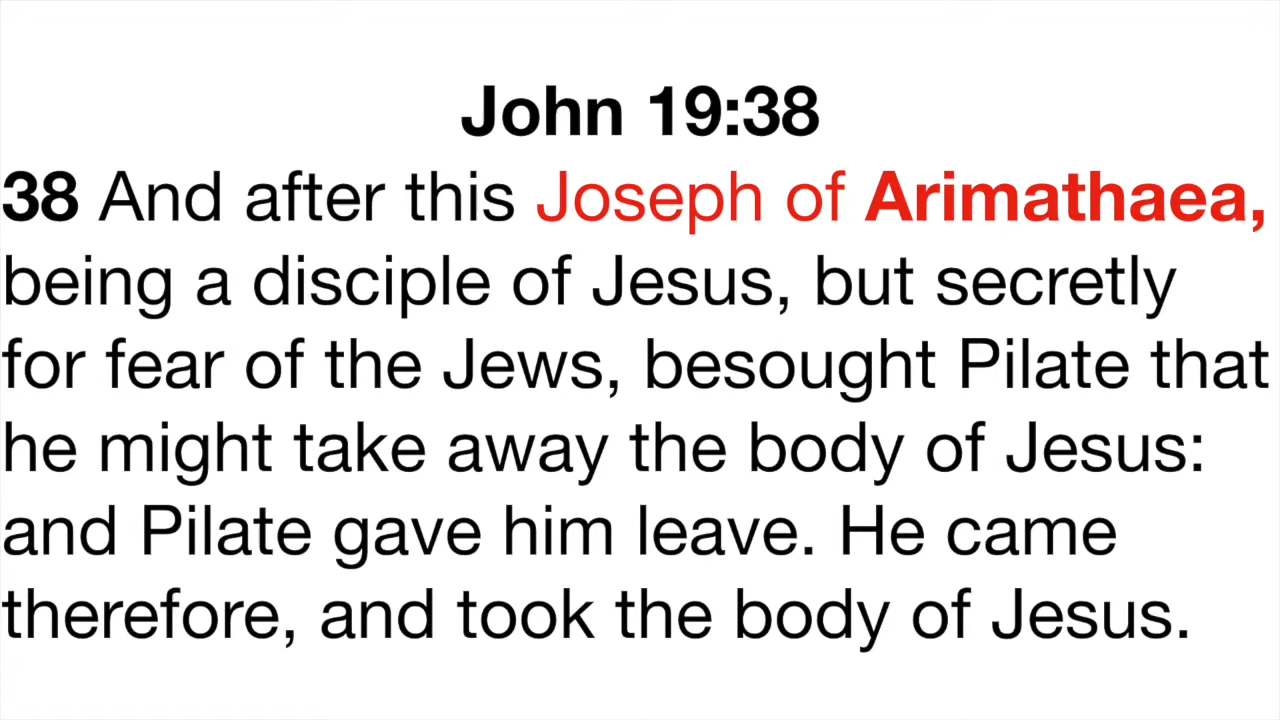 John 19:38
38 And after this Joseph of Arimathaea,
being a disciple of Jesus, but secretly
for fear of the Jews, besought Pilate that
he might take away the body of Jesus:
and Pilate gave him leave. He came
therefore, and took the body of Jesus.